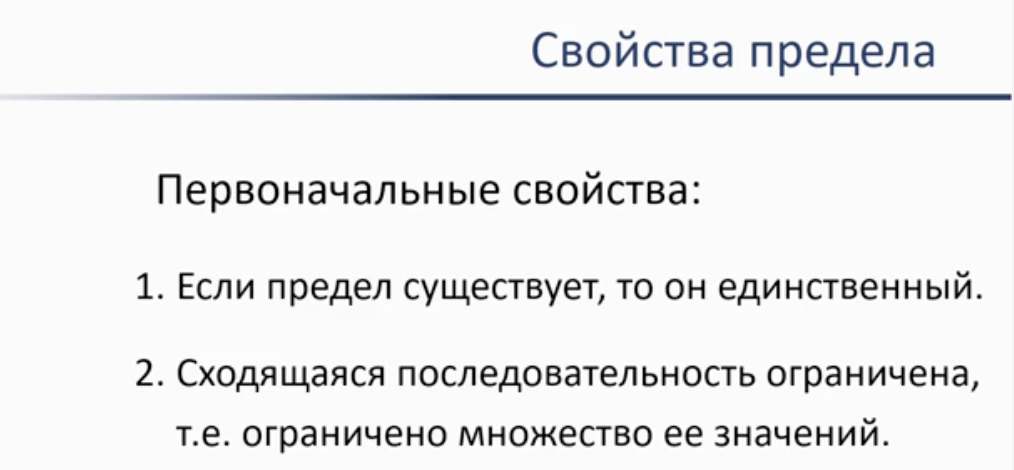 Свойства предела
Первоначальные свойства:
1. Если предел существует, то он единственный.
2. Сходящаяся последовательность ограничена,
т.е. ограничено множество ее значений.